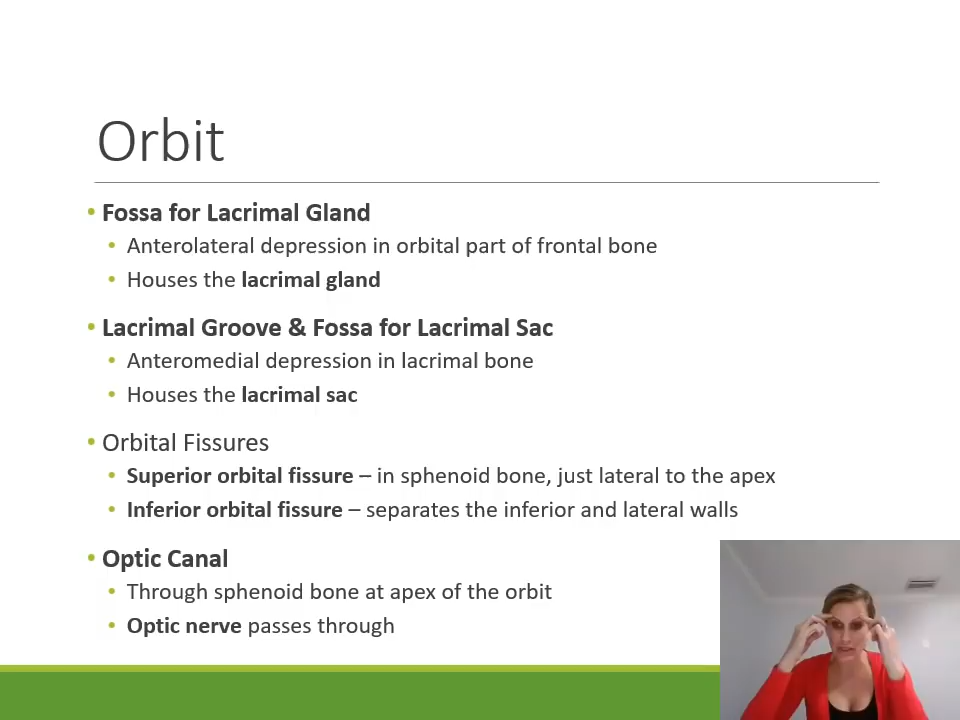 Orbit
• Fossa for Lacrimal Gland
• Anterolateral depression in orbital part of frontal bone
• Houses the lacrimal gland
• Lacrimal Groove & Fossa for Lacrimal Sac
• Anteromedial depression in lacrimal bone
• Houses the lacrimal sac
• Orbital Fissures
• Superior orbital fissure – in sphenoid bone, just lateral to the apex
• Inferior orbital fissure – separates the inferior and lateral walls
• Optic Canal
• Through sphenoid bone at apex of the orbit
• Optic nerve passes through